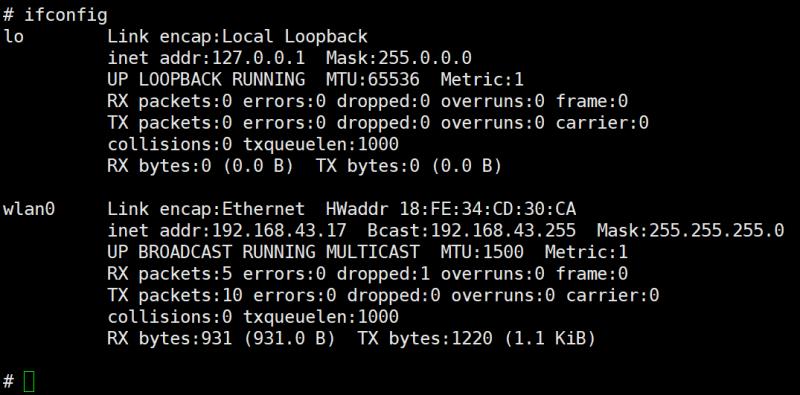 # ifconfig
lo        Link encap:Local Loopback
          inet addr:127.0.0.1  Mask:255.0.0.0
          UP LOOPBACK RUNNING  MTU:65536  Metric:1
          RX packets:0 errors:0 dropped:0 overruns:0 frame:0
          TX packets:0 errors:0 dropped:0 overruns:0 carrier:0
          collisions:0 txqueuelen:1000
          RX bytes:0 (0.0 B)  TX bytes:0 (0.0 B)

wlan0     Link encap:Ethernet  HWaddr 18:FE:34:CD:30:CA
          inet addr:192.168.43.17  Bcast:192.168.43.255  Mask:255.255.255.0
          UP BROADCAST RUNNING MULTICAST  MTU:1500  Metric:1
          RX packets:5 errors:0 dropped:1 overruns:0 frame:0
          TX packets:10 errors:0 dropped:0 overruns:0 carrier:0
          collisions:0 txqueuelen:1000
          RX bytes:931 (931.0 B)  TX bytes:1220 (1.1 KiB)

#